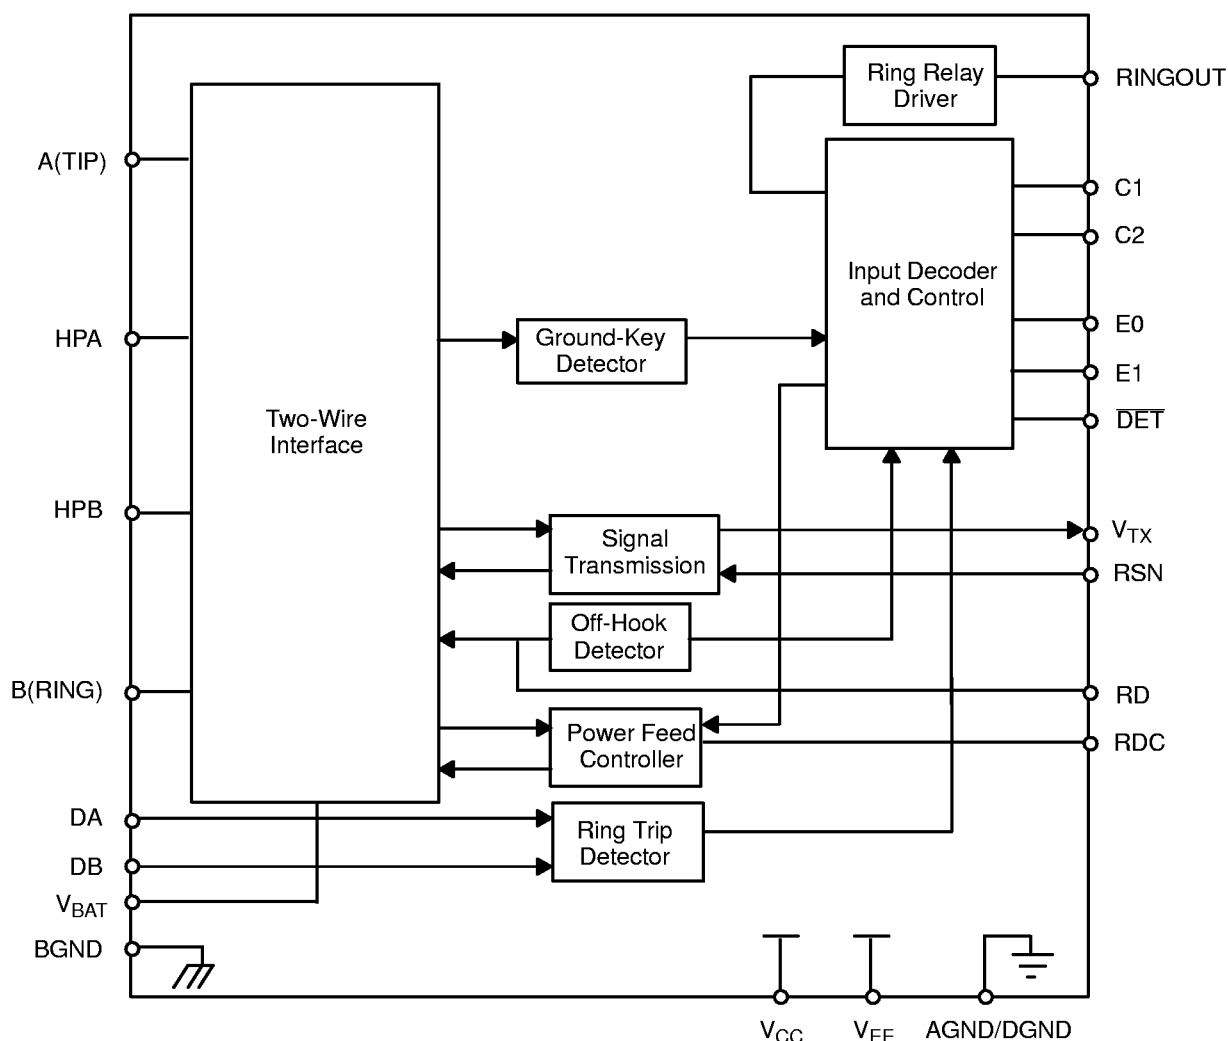 Ring Relay
Driver
RINGOUT
A(TIP)
C1
C2
Input Decoder
and Control
HPA
Ground-Key
Detector
E0
E1
DET
Two-Wire
Interface
HPB
Signal
Transmission
VTX
RSN
Off-Hook
Detector
B(RING)
RD
Power Feed
Controller
RDC
DA
Ring Trip
Detector
DB
VBAT
BGND
VCC
VEE
AGND/DGND